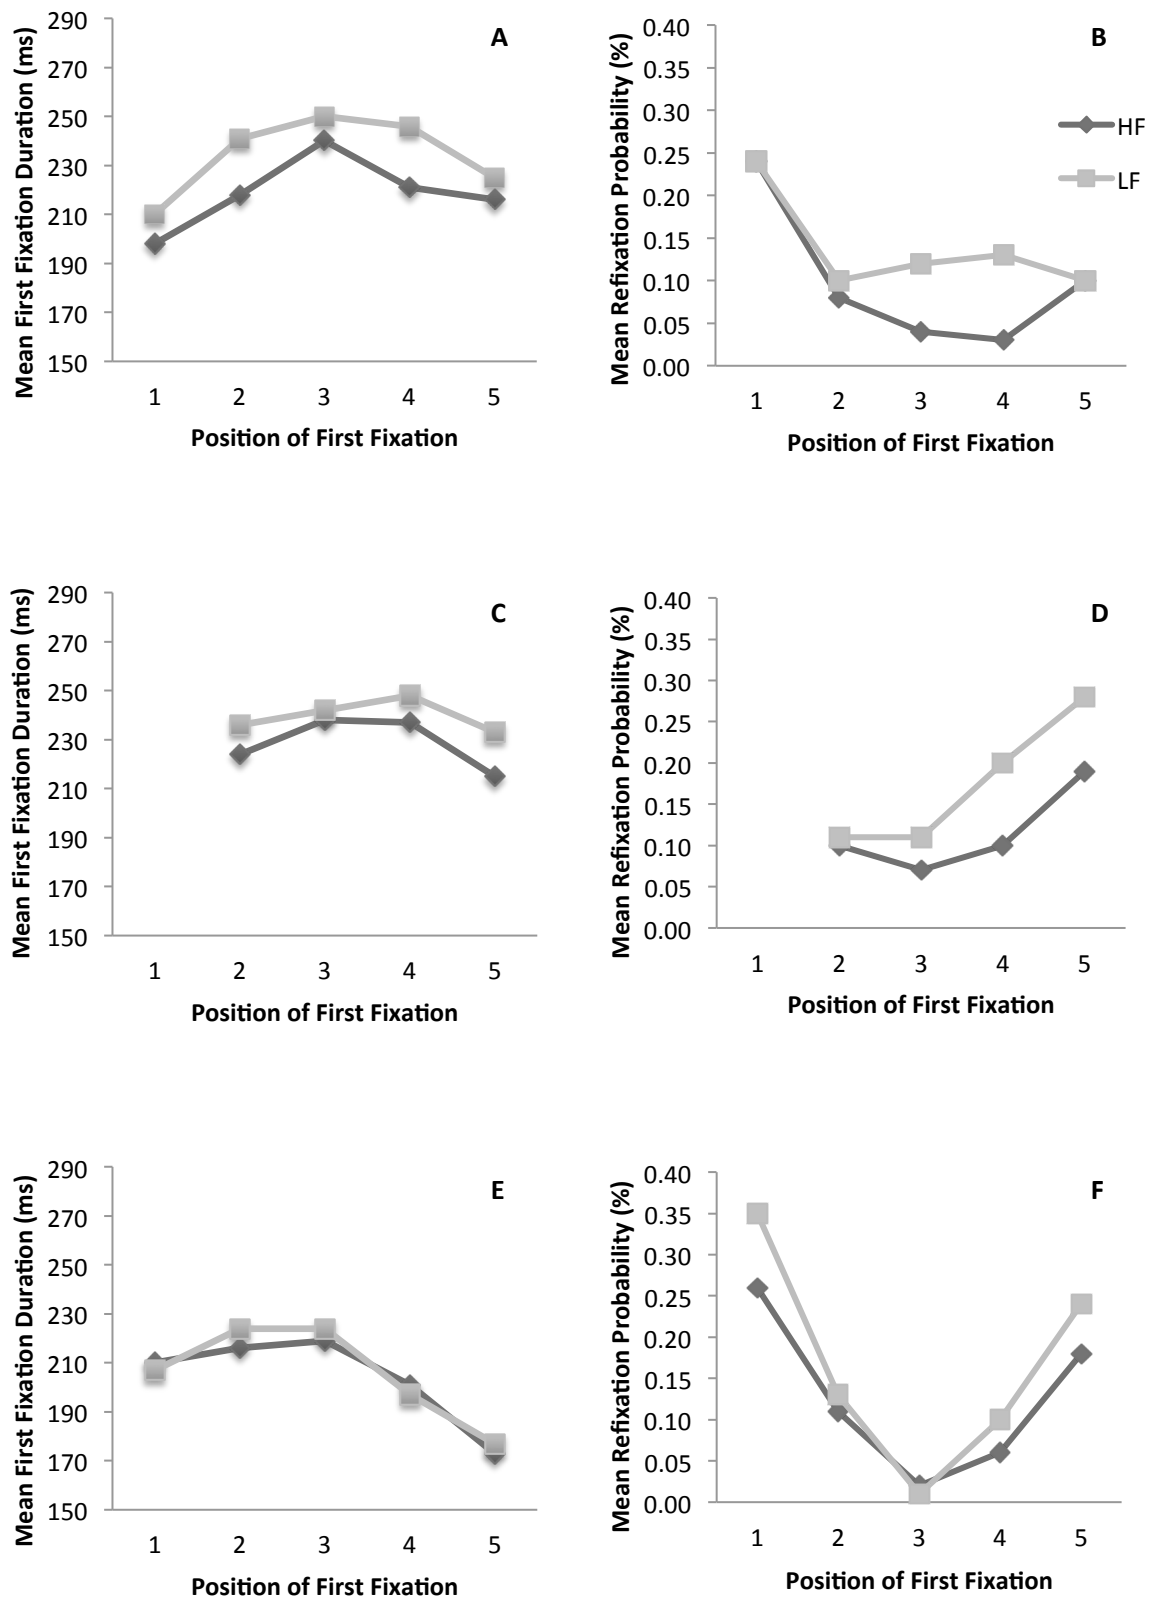 A
Mean First Fixation Duration (ms)
290
270
250
230
210
190
170
150
1 2 3 4 5
Position of First Fixation
B
Mean Refixation Probability (%)
0.40
0.35
0.30
0.25
0.20
0.15
0.10
0.05
0.00
1 2 3 4 5
Position of First Fixation
HF
LF
C
Mean First Fixation Duration (ms)
290
270
250
230
210
190
170
150
1 2 3 4 5
Position of First Fixation
D
Mean Refixation Probability (%)
0.40
0.35
0.30
0.25
0.20
0.15
0.10
0.05
0.00
1 2 3 4 5
Position of First Fixation
E
Mean First Fixation Duration (ms)
290
270
250
230
210
190
170
150
1 2 3 4 5
Position of First Fixation
F
Mean Refixation Probability (%)
0.40
0.35
0.30
0.25
0.20
0.15
0.10
0.05
0.00
1 2 3 4 5
Position of First Fixation